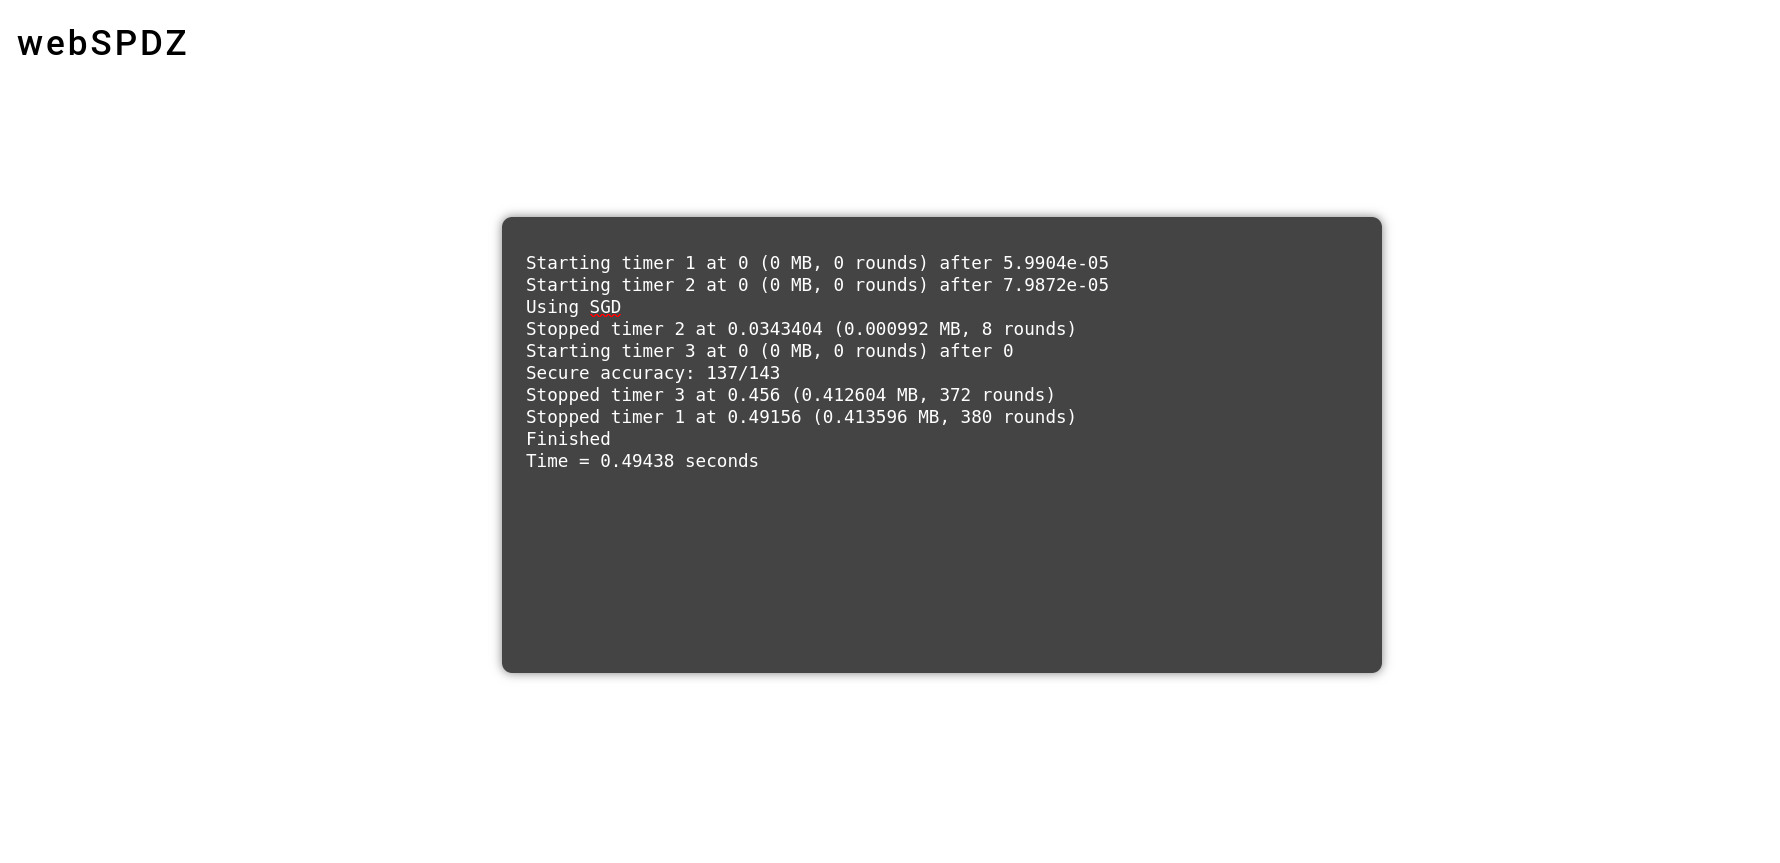 webSPDZ
Starting timer 1 at 0 (0 MB, 0 rounds) after 5.9904e-05
Starting timer 2 at 0 (0 MB, 0 rounds) after 7.9872e-05
Using SGD
Stopped timer 2 at 0.0343404 (0.000992 MB, 8 rounds)
Starting timer 3 at 0 (0 MB, 0 rounds) after 0
Secure accuracy: 137/143
Stopped timer 3 at 0.456 (0.412604 MB, 372 rounds)
Stopped timer 1 at 0.49156 (0.413596 MB, 380 rounds)
Finished
Time = 0.49438 seconds